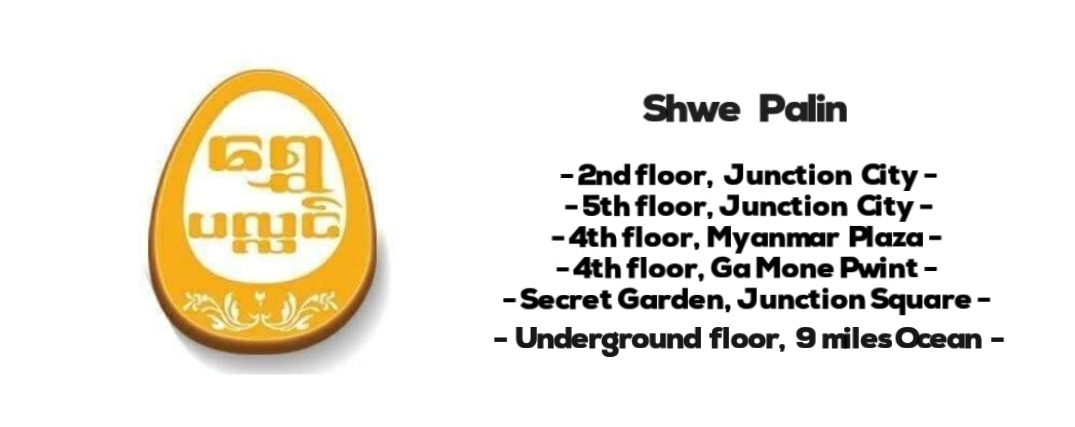 ရွှေ
ပလ္လင်
Shwe Palin
- 2nd floor, Junction City -
- 5th floor, Junction City -
- 4th floor, Myanmar Plaza -
- 4th floor, Ga Mone Pwint -
- Secret Garden, Junction Square -
- Underground floor, 9 miles Ocean -